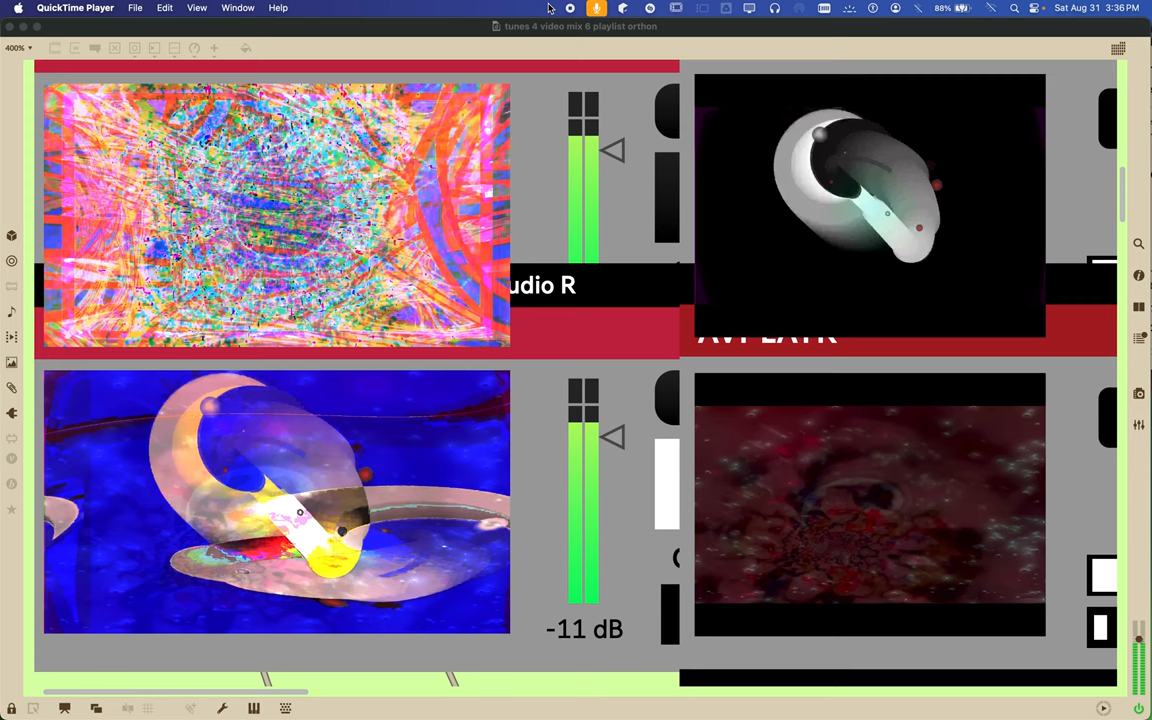 QuickTime Player File Edit View Window Help 88% Sat Aug 31 3:36 PM
tunes 4 video mix 6 playlist orthon
400%
udio R
-11 dB